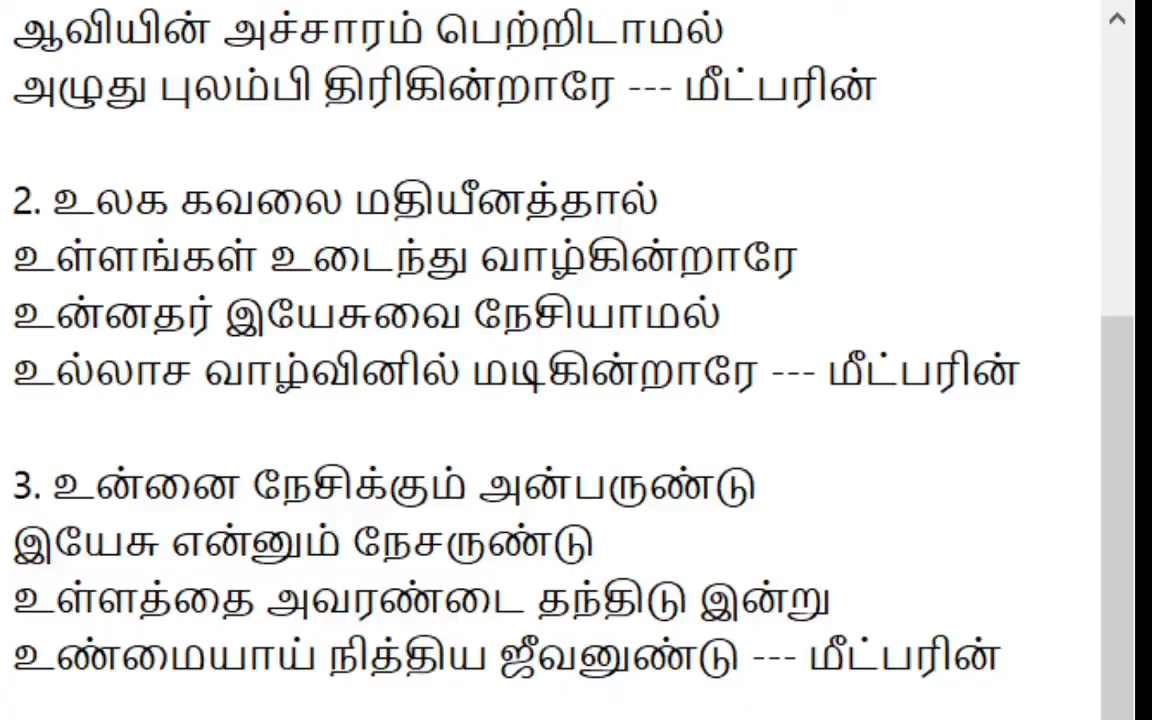 ஆவியின் அச்சாரம் பெற்றிடாமல்
அழுது புலம்பி திரிகின்றாரே --- மீட்பரின்
2. உலக கவலை மதியீனத்தால்
உள்ளங்கள் உடைந்து வாழ்கின்றாரே
உன்னதர் இயேசுவை நேசியாமல்
உல்லாச வாழ்வினில் மடிகின்றாரே --- மீட்பரின்
3. உன்னை நேசிக்கும் அன்பருண்டு
இயேசு என்னும் நேசருண்டு
உள்ளத்தை அவரண்டை தந்திடு இன்று
உண்மையாய் நித்திய ஜீவனுண்டு --- மீட்பரின்